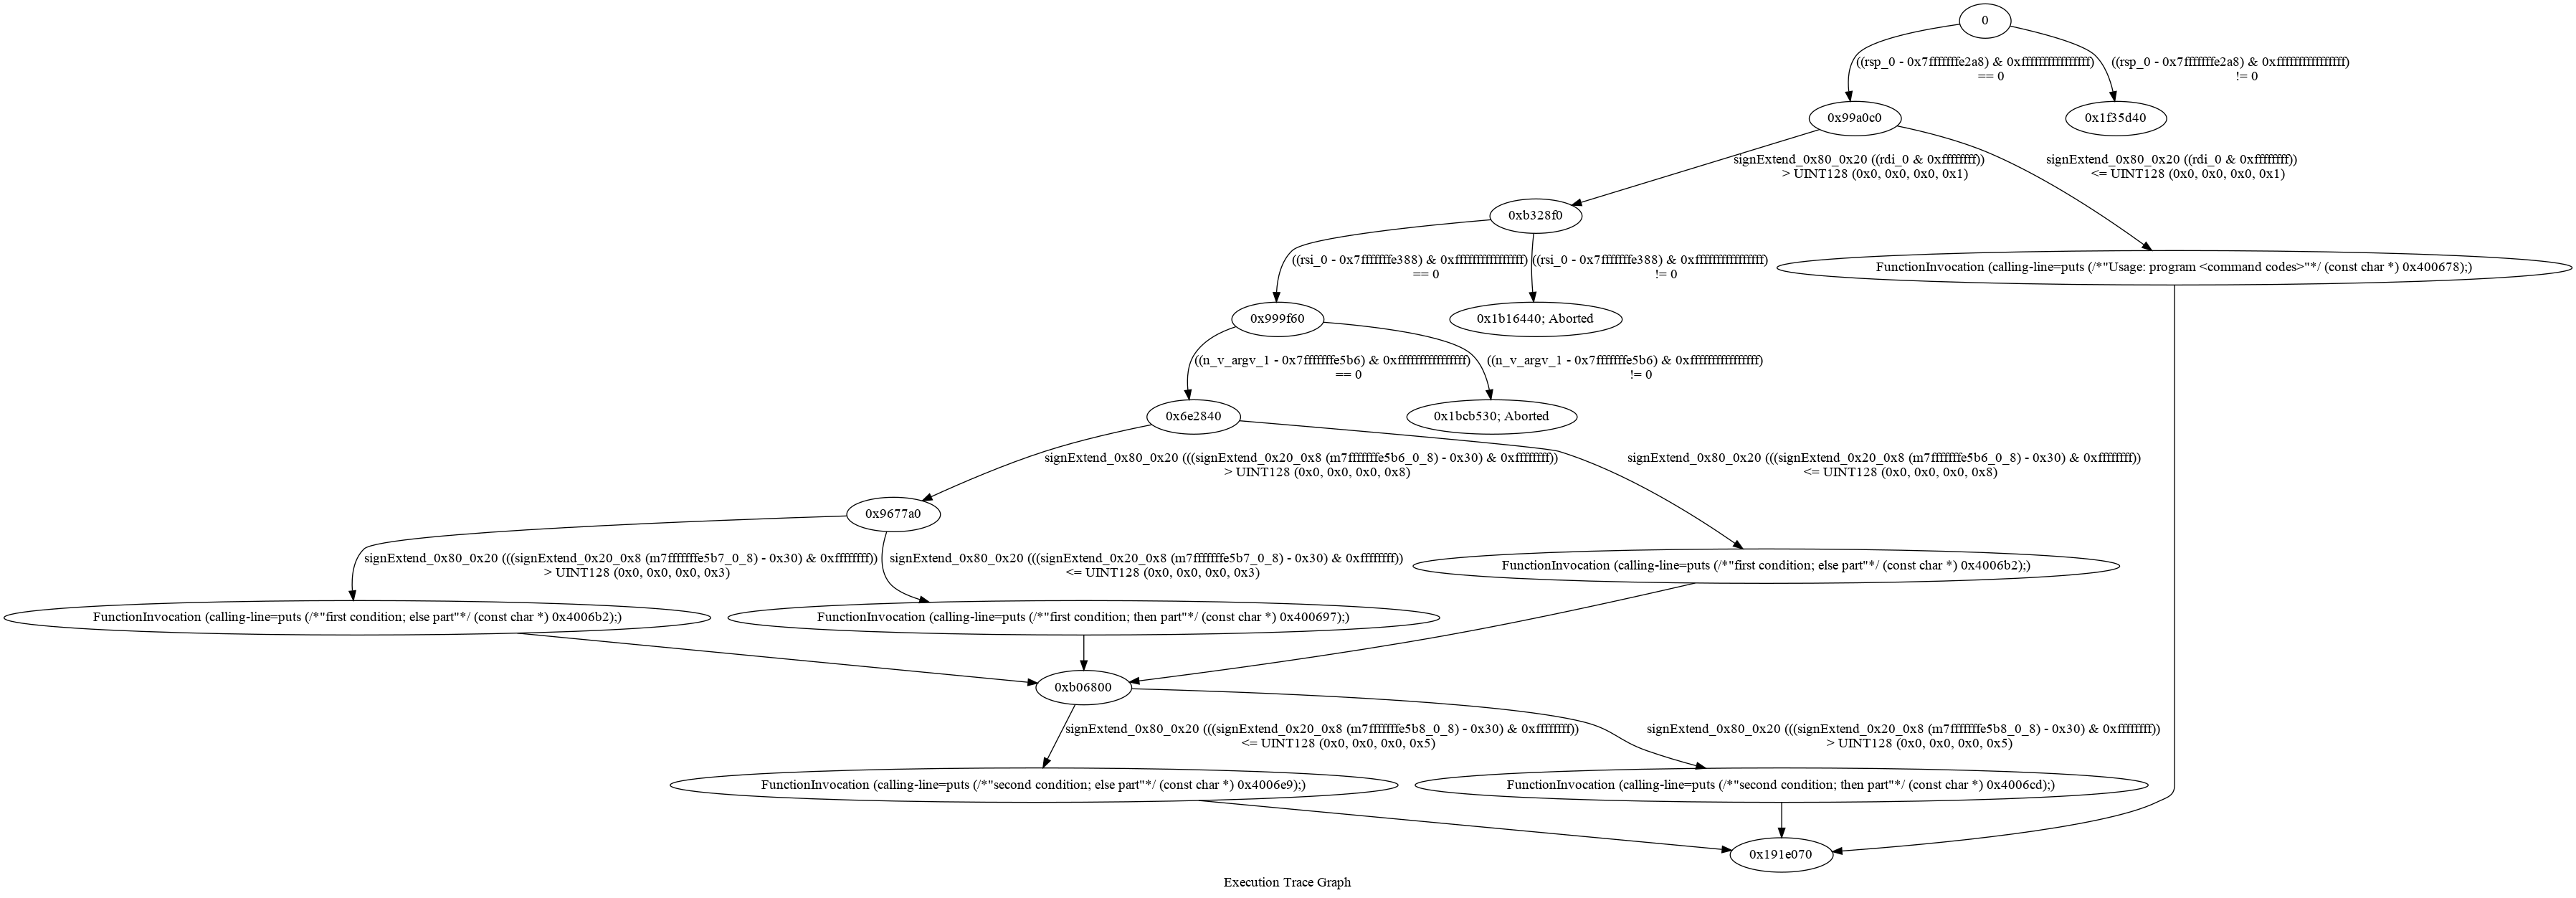 0
((rsp_0 - 0x7fffffffe2a8) & 0xffffffffffffffff)
== 0
((rsp_0 - 0x7fffffffe2a8) & 0xffffffffffffffff)
!= 0
0x99a0c0
0x1f35d40
signExtend_0x80_0x20 ((rdi_0 & 0xffffffff))
> UINT128 (0x0, 0x0, 0x0, 0x1)
signExtend_0x80_0x20 ((rdi_0 & 0xffffffff))
<= UINT128 (0x0, 0x0, 0x0, 0x1)
0xb328f0
((rsi_0 - 0x7fffffffe388) & 0xffffffffffffffff)
== 0
((rsi_0 - 0x7fffffffe388) & 0xffffffffffffffff)
!= 0
FunctionInvocation (calling-line=puts (/*"Usage: program <command codes>"*/ (const char *) 0x400678);)
0x999f60
0x1b16440; Aborted
((n_v_argv_1 - 0x7fffffffe5b6) & 0xffffffffffffffff)
== 0
((n_v_argv_1 - 0x7fffffffe5b6) & 0xffffffffffffffff)
!= 0
0x6e2840
0x1bcb530; Aborted
signExtend_0x80_0x20 (((signExtend_0x20_0x8 (m7fffffffe5b6_0_8) - 0x30) & 0xffffffff))
> UINT128 (0x0, 0x0, 0x0, 0x8)
signExtend_0x80_0x20 (((signExtend_0x20_0x8 (m7fffffffe5b6_0_8) - 0x30) & 0xffffffff))
<= UINT128 (0x0, 0x0, 0x0, 0x8)
0x9677a0
signExtend_0x80_0x20 (((signExtend_0x20_0x8 (m7fffffffe5b7_0_8) - 0x30) & 0xffffffff))
> UINT128 (0x0, 0x0, 0x0, 0x3)
signExtend_0x80_0x20 (((signExtend_0x20_0x8 (m7fffffffe5b7_0_8) - 0x30) & 0xffffffff))
<= UINT128 (0x0, 0x0, 0x0, 0x3)
FunctionInvocation (calling-line=puts (/*"first condition; else part"*/ (const char *) 0x4006b2);)
FunctionInvocation (calling-line=puts (/*"first condition; else part"*/ (const char *) 0x4006b2);)
FunctionInvocation (calling-line=puts (/*"first condition; then part"*/ (const char *) 0x400697);)
0xb06800
signExtend_0x80_0x20 (((signExtend_0x20_0x8 (m7fffffffe5b8_0_8) - 0x30) & 0xffffffff))
<= UINT128 (0x0, 0x0, 0x0, 0x5)
signExtend_0x80_0x20 (((signExtend_0x20_0x8 (m7fffffffe5b8_0_8) - 0x30) & 0xffffffff))
> UINT128 (0x0, 0x0, 0x0, 0x5)
FunctionInvocation (calling-line=puts (/*"second condition; else part"*/ (const char *) 0x4006e9);)
FunctionInvocation (calling-line=puts (/*"second condition; then part"*/ (const char *) 0x4006cd);)
0x191e070
Execution Trace Graph